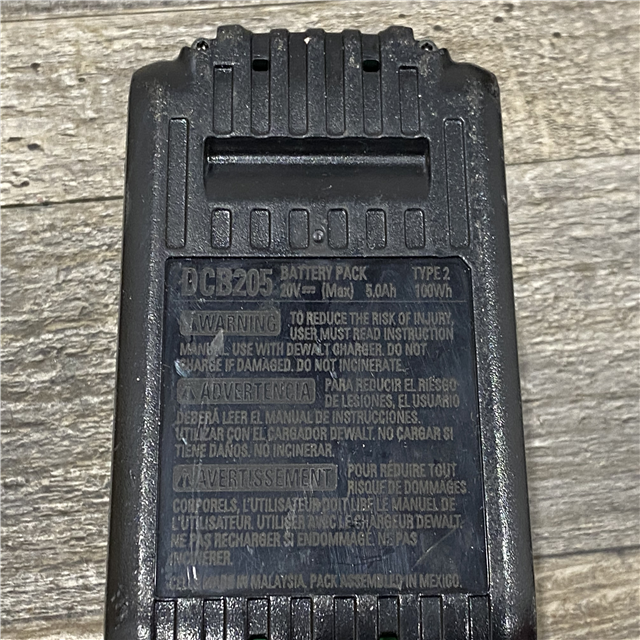 DCB205 BATTERY PACK TYPE 2
20V⎓ (Max) 5.0Ah 100Wh
⚠WARNING TO REDUCE THE RISK OF INJURY,
USER MUST READ INSTRUCTION
MANUAL. USE WITH DEWALT CHARGER. DO NOT
CHARGE IF DAMAGED. DO NOT INCINERATE.
⚠ADVERTENCIA PARA REDUCIR EL RIESGO
DE LESIONES, EL USUARIO
DEBERÁ LEER EL MANUAL DE INSTRUCCIONES.
UTILIZAR CON EL CARGADOR DEWALT. NO CARGAR SI
TIENE DAÑOS. NO INCINERAR.
⚠AVERTISSEMENT POUR RÉDUIRE TOUT
RISQUE DE DOMMAGES
CORPORELS, L'UTILISATEUR DOIT LIRE LE MANUEL DE
L'UTILISATEUR. UTILISER AVEC LE CHARGEUR DEWALT.
NE PAS RECHARGER SI ENDOMMAGÉ. NE PAS
INCINÉRER.
MADE IN MALAYSIA, PACK ASSEMBLED IN MEXICO.